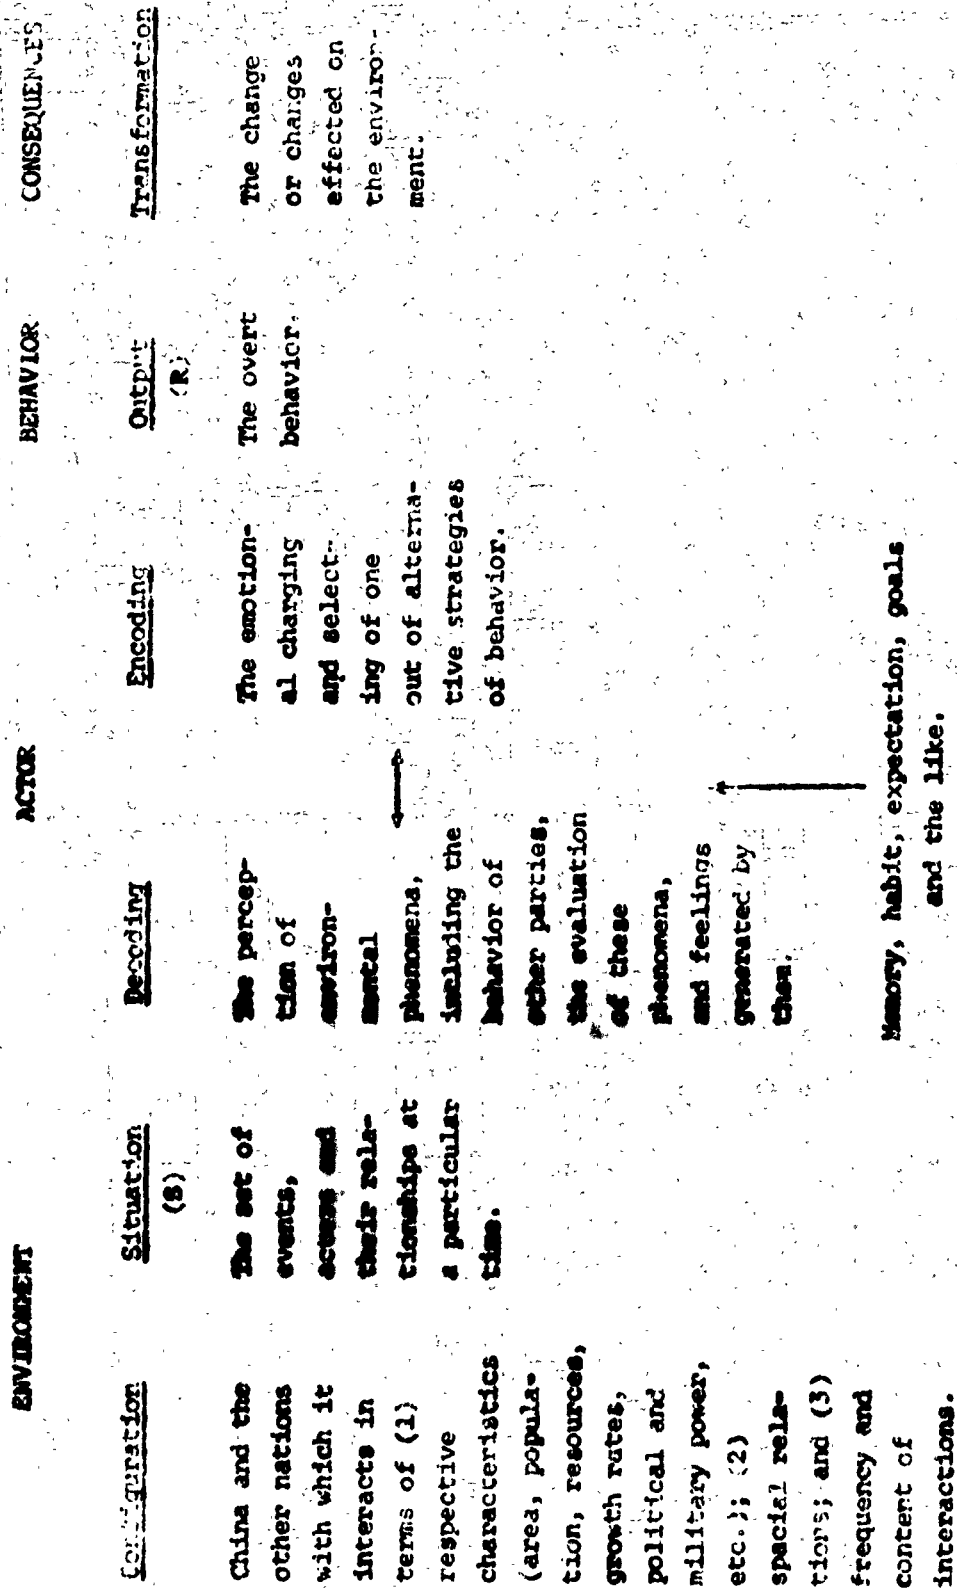 ENVIRONMENT
ACTOR
BEHAVIOR
CONSEQUENCES
Configuration
Situation
(S)
Decoding
Encoding
Output
(R)
Transformation
China and the
other nations
with which it
interacts in
terms of (1)
respective
characteristics
(area, popula-
tion, resources,
growth rates,
political and
military power,
etc.); (2)
spacial rela-
tions; and (3)
frequency and
content of
interactions.
The set of
events,
actors and
their rela-
tionships at
a particular
time.
The percep-
tion of
environ-
mental
phenomena,
including the
behavior of
other parties,
the evaluation
of these
phenomena,
and feelings
generated by
them.
The emotion-
al charging
and select-
ing of one
out of alterna-
tive strategies
of behavior.
The overt
behavior.
The change
or changes
effected on
the environ-
ment.
Memory, habit, expectation, goals
and the like.